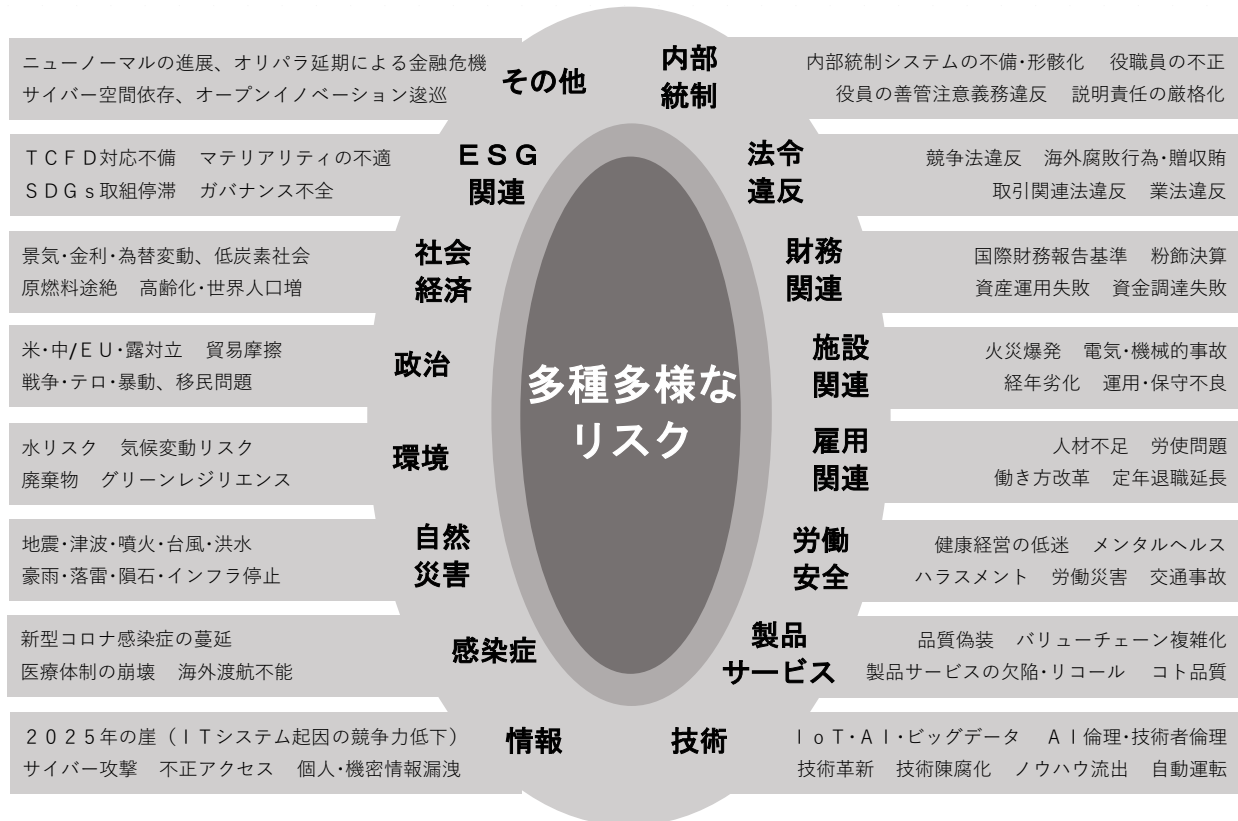 ニューノーマルの進展、オリパラ延期による金融危機
サイバー空間依存、オープンイノベーション逡巡
その他
ＴＣＦＤ対応不備　マテリアリティの不適
ＳＤＧｓ取組停滞　ガバナンス不全
ＥＳＧ
関連
景気･金利･為替変動、低炭素社会
原燃料途絶　高齢化･世界人口増
社会
経済
米･中/ＥＵ･露対立　貿易摩擦
戦争･テロ･暴動、移民問題
政治
水リスク　気候変動リスク
廃棄物　グリーンレジリエンス
環境
地震･津波･噴火･台風･洪水
豪雨･落雷･隕石･インフラ停止
自然
災害
新型コロナ感染症の蔓延
医療体制の崩壊　海外渡航不能
感染症
２０２５年の崖（ＩＴシステム起因の競争力低下）
サイバー攻撃　不正アクセス　個人･機密情報漏洩
情報
多種多様な
リスク
内部
統制
内部統制システムの不備･形骸化　役職員の不正
役員の善管注意義務違反　説明責任の厳格化
法令
違反
競争法違反　海外腐敗行為･贈収賄
取引関連法違反　業法違反
財務
関連
国際財務報告基準　粉飾決算
資産運用失敗　資金調達失敗
施設
関連
火災爆発　電気･機械的事故
経年劣化　運用･保守不良
雇用
関連
人材不足　労使問題
働き方改革　定年退職延長
労働
安全
健康経営の低迷　メンタルヘルス
ハラスメント　労働災害　交通事故
製品
サービス
品質偽装　バリューチェーン複雑化
製品サービスの欠陥･リコール　コト品質
技術
ＩｏＴ･ＡＩ･ビッグデータ　ＡＩ倫理･技術者倫理
技術革新　技術陳腐化　ノウハウ流出　自動運転